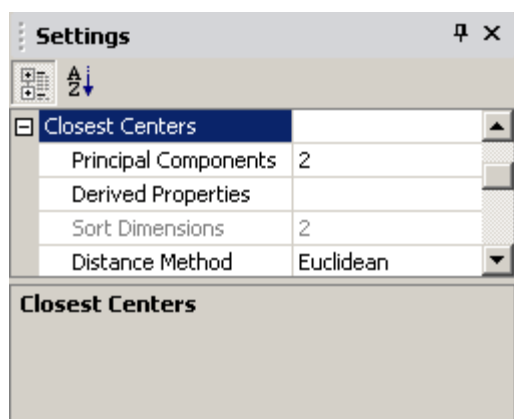 Settings
A Z
Closest Centers
Principal Components 2
Derived Properties
Sort Dimensions 2
Distance Method Euclidean
Closest Centers